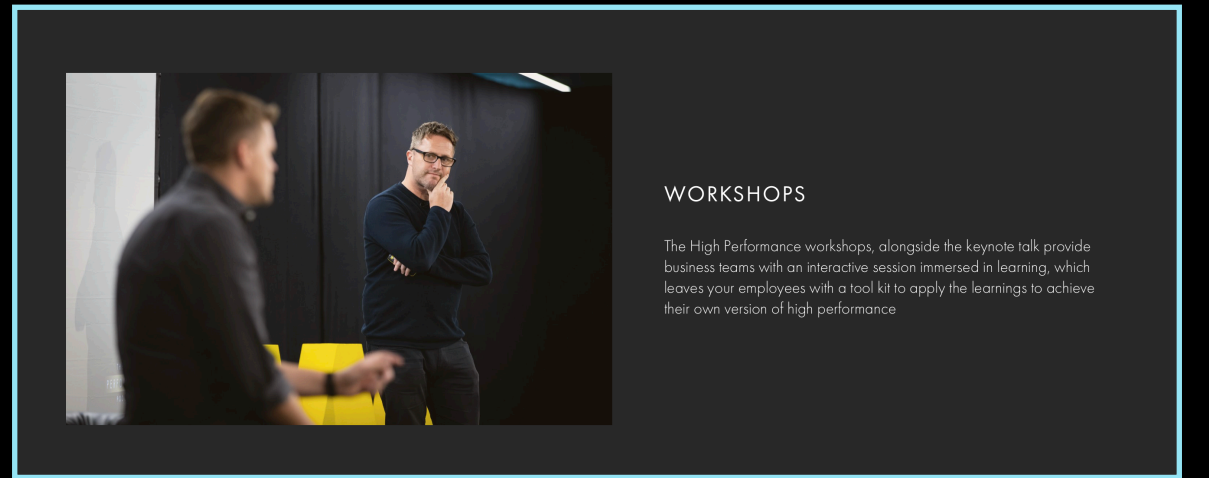 WORKSHOPS
The High Performance workshops, alongside the keynote talk provide
business teams with an interactive session immersed in learning, which
leaves your employees with a tool kit to apply the learnings to achieve
their own version of high performance